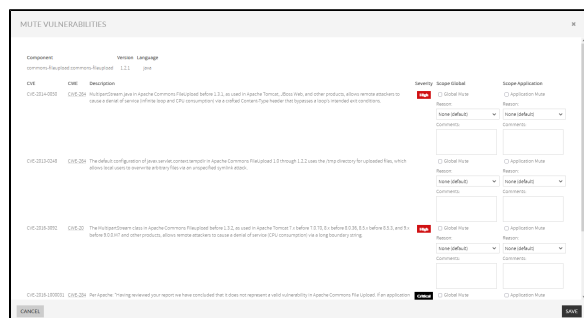 MUTE VULNERABILITIES ×
Component Version Language
commons-fileupload:commons-fileupload 1.2.1 java
CVE CWE Description Severity Scope Global Scope Application
CVE-2014-0050 CWE-264 MultipartStream.java in Apache Commons FileUpload before 1.3.1, as used in Apache Tomcat, JBoss Web, and other products, allows remote attackers to High Global Mute Application Mute
cause a denial of service (infinite loop and CPU consumption) via a crafted Content-Type header that bypasses a loop's intended exit conditions.
Reason: Reason:
None (default) None (default)
Comments: Comments:
CVE-2013-0248 CWE-264 The default configuration of javax.servlet.context.tempdir in Apache Commons FileUpload 1.0 through 1.2.2 uses the /tmp directory for uploaded files, which Global Mute Application Mute
allows local users to overwrite arbitrary files via an unspecified symlink attack.
Reason: Reason:
None (default) None (default)
Comments: Comments:
CVE-2016-3092 CWE-20 The MultipartStream class in Apache Commons Fileupload before 1.3.2, as used in Apache Tomcat 7.x before 7.0.70, 8.x before 8.0.36, 8.5.x before 8.5.3, and 9.x High Global Mute Application Mute
before 9.0.0.M7 and other products, allows remote attackers to cause a denial of service (CPU consumption) via a long boundary string.
Reason: Reason:
None (default) None (default)
Comments: Comments:
CVE-2016-1000031 CWE-284 Per Apache: "Having reviewed your report we have concluded that it does not represent a valid vulnerability in Apache Commons File Upload. If an application Critical Global Mute Application Mute
CANCEL SAVE